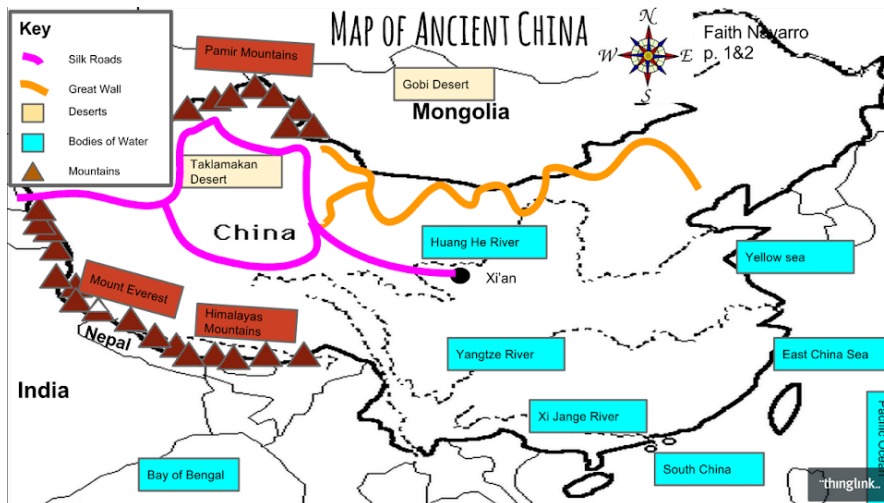 Key
Silk Roads
Great Wall
Deserts
Bodies of Water
Mountains
MAP OF ANCIENT CHINA
N
W
E
S
Faith Navarro
p. 1&2
Pamir Mountains
Gobi Desert
Mongolia
Taklamakan
Desert
China
Huang He River
Xi'an
Yellow sea
Mount Everest
Himalayas
Mountains
Nepal
India
Yangtze River
East China Sea
Xi Jange River
Pacific Ocean
Bay of Bengal
South China
"thinglink..